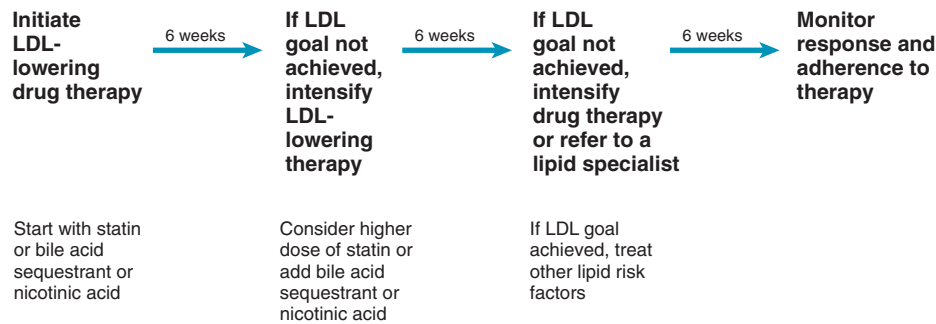 Initiate
LDL-
lowering
drug therapy
6 weeks
If LDL
goal not
achieved,
intensify
LDL-
lowering
therapy
6 weeks
If LDL
goal not
achieved,
intensify
drug therapy
or refer to a
lipid specialist
6 weeks
Monitor
response and
adherence to
therapy
Start with statin
or bile acid
sequestrant or
nicotinic acid
Consider higher
dose of statin or
add bile acid
sequestrant or
nicotinic acid
If LDL goal
achieved, treat
other lipid risk
factors